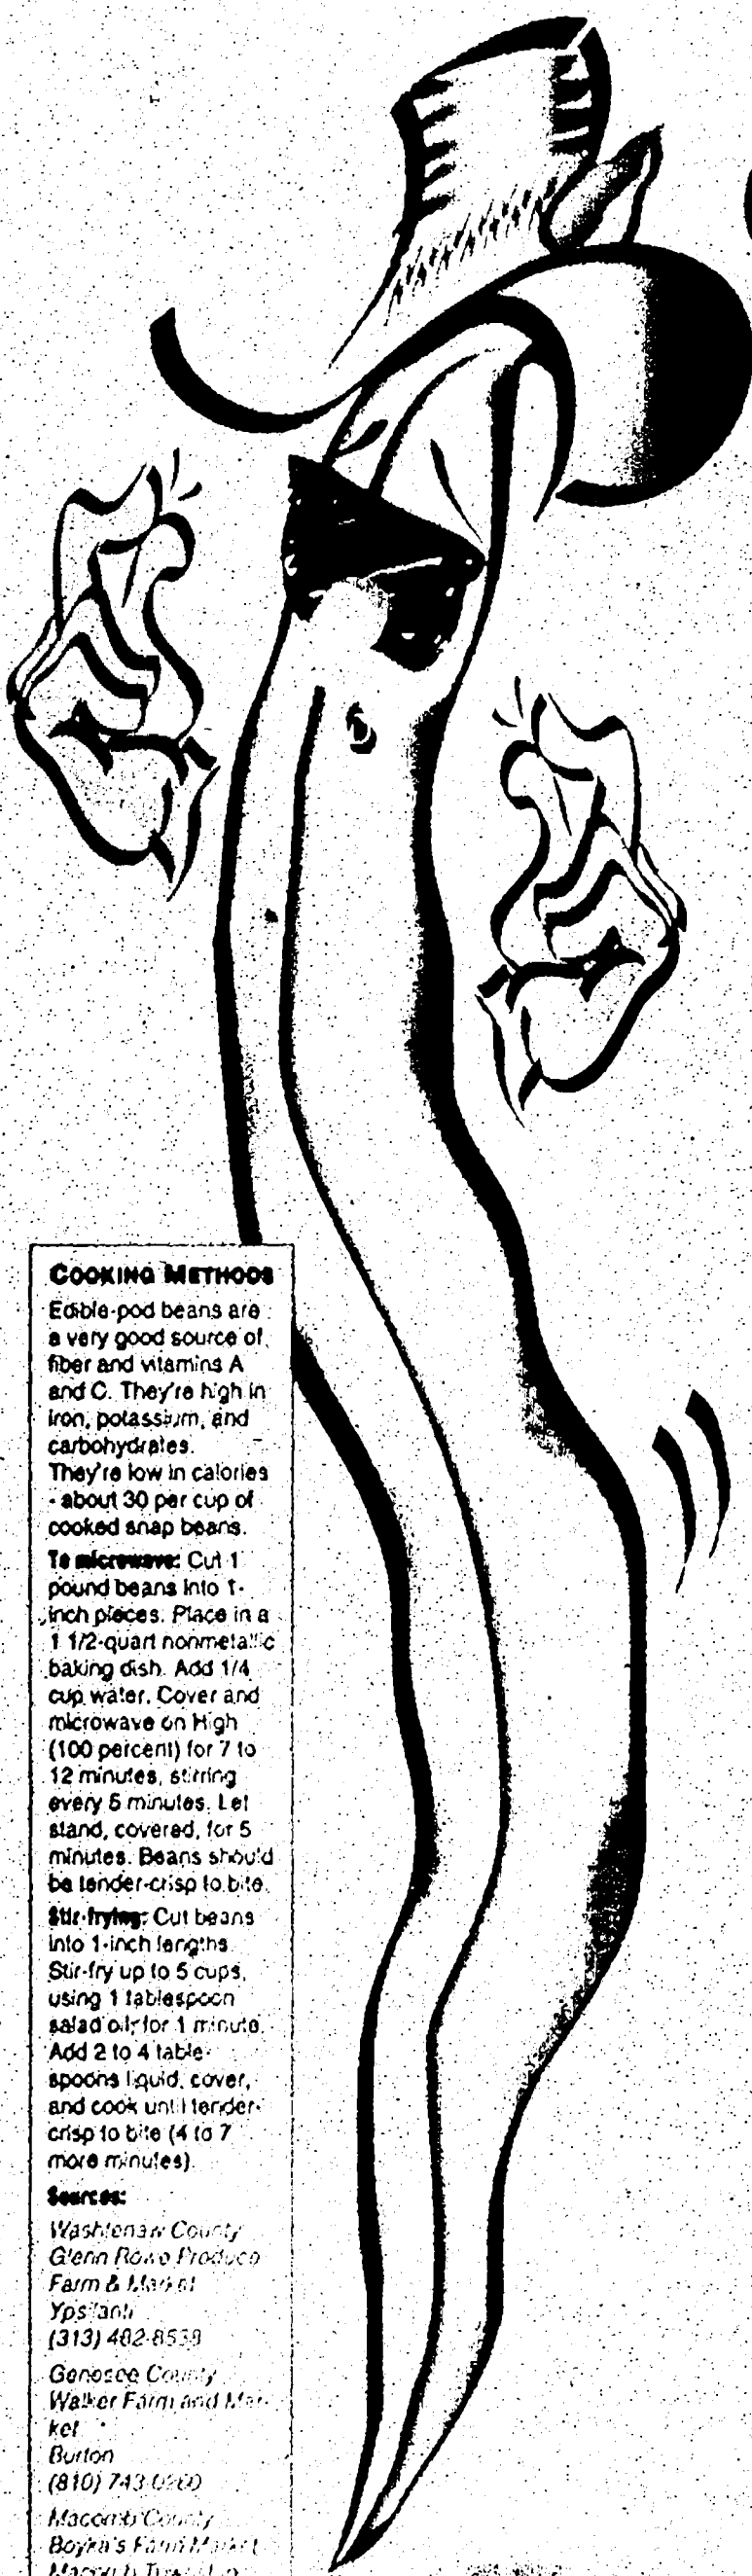 COOKING METHODS
Edible-pod beans are
a very good source of
fiber and vitamins A
and C. They're high in
iron, potassium, and
carbohydrates.
They're low in calories
- about 30 per cup of
cooked snap beans.
To microwave: Cut 1
pound beans into 1-
inch pieces. Place in a
1 1/2-quart nonmetallic
baking dish. Add 1/4
cup water. Cover and
microwave on High
(100 percent) for 7 to
12 minutes, stirring
every 5 minutes. Let
stand, covered, for 5
minutes. Beans should
be tender-crisp to bite.
Stir-frying: Cut beans
into 1-inch lengths.
Stir-fry up to 5 cups,
using 1 tablespoon
salad oil, for 1 minute.
Add 2 to 4 table-
spoons liquid, cover,
and cook until tender-
crisp to bite (4 to 7
more minutes).
Sources:
Washtenaw County
Glenn Rowe Produce
Farm & Market
Ypsilanti
(313) 482-8538
Genesee County
Walker Farm and Mar-
ket
Burton
(810)
Macomb County
Boyka's Farm Market